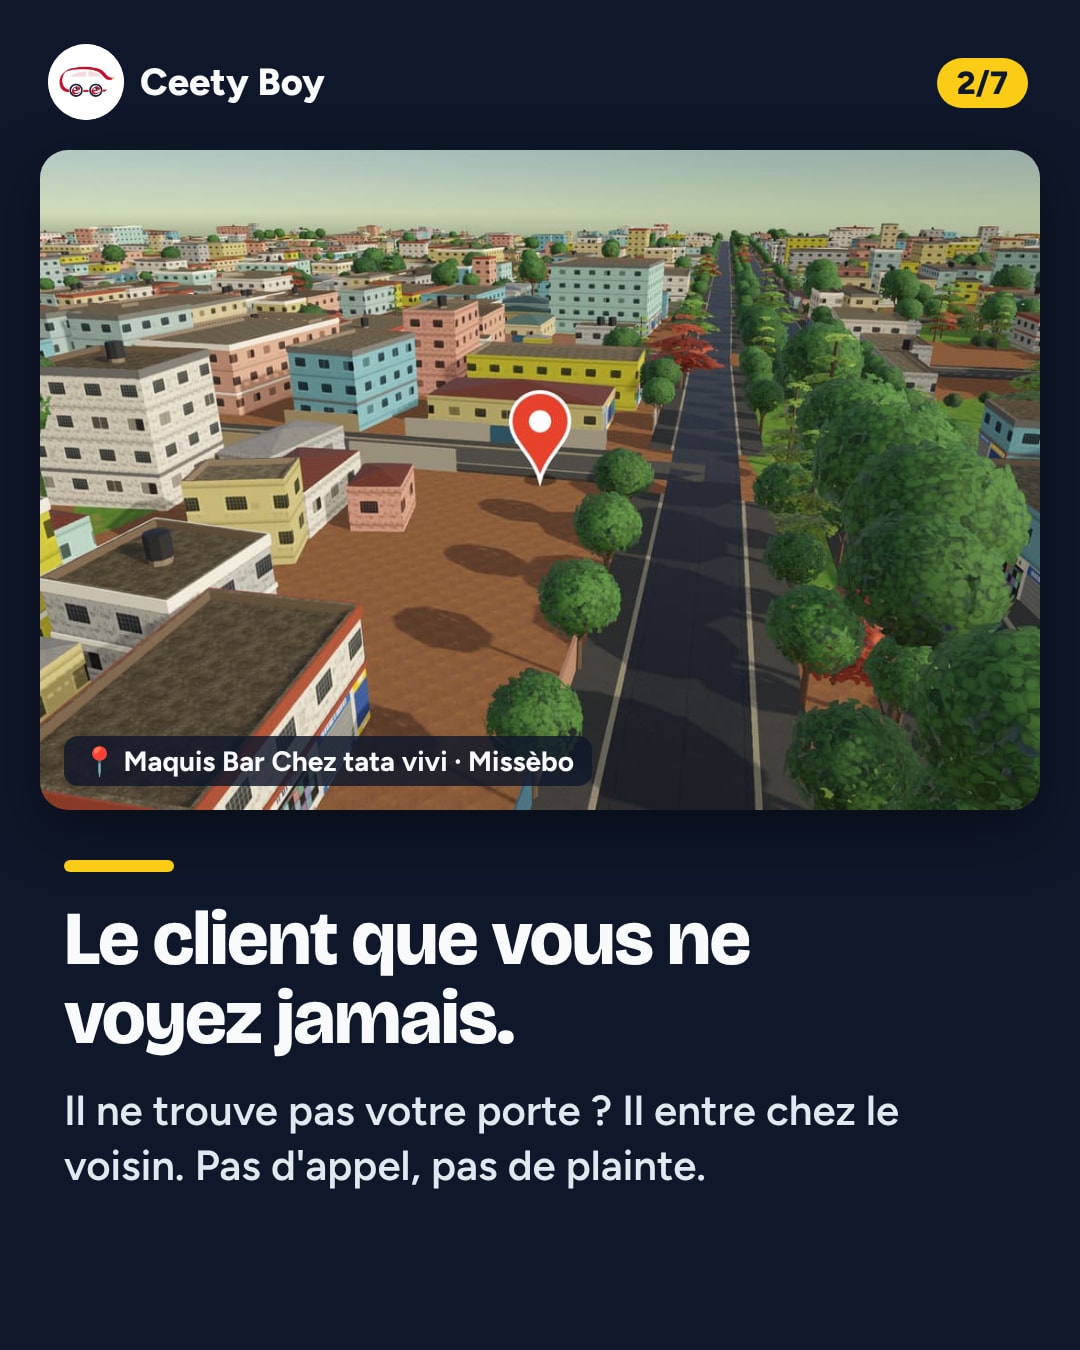 Ceety Boy
2/7
Maquis Bar Chez tata vivi · Missèbo
Le client que vous ne
voyez jamais.
Il ne trouve pas votre porte ? Il entre chez le
voisin. Pas d'appel, pas de plainte.